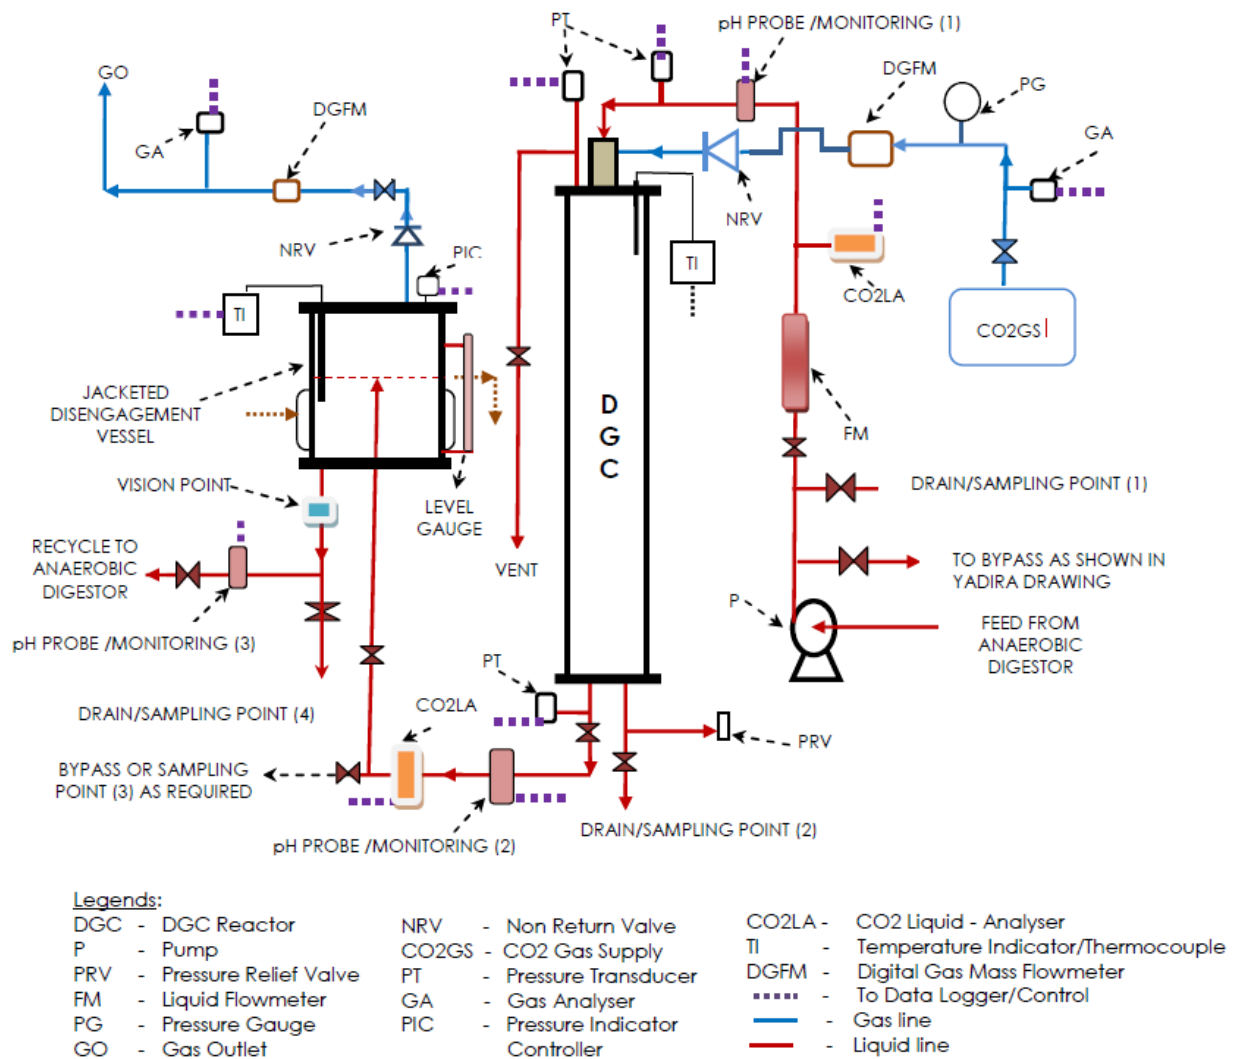 PT
pH PROBE /MONITORING (1)
GO
DGFM
PG
DGFM
GA
GA
NRV
NRV
PIC
TI
TI
CO2LA
CO2GS
JACKETED
DISENGAGEMENT
VESSEL
D
G
C
FM
VISION POINT
LEVEL
GAUGE
DRAIN/SAMPLING POINT (1)
RECYCLE TO
ANAEROBIC
DIGESTOR
VENT
TO BYPASS AS SHOWN IN
YADIRA DRAWING
P
FEED FROM
ANAEROBIC
DIGESTOR
pH PROBE /MONITORING (3)
PT
DRAIN/SAMPLING POINT (4)
CO2LA
PRV
BYPASS OR SAMPLING
POINT (3) AS REQUIRED
DRAIN/SAMPLING POINT (2)
pH PROBE /MONITORING (2)
Legends:
DGC - DGC Reactor
P - Pump
PRV - Pressure Relief Valve
FM - Liquid Flowmeter
PG - Pressure Gauge
GO - Gas Outlet
NRV - Non Return Valve
CO2GS - CO2 Gas Supply
PT - Pressure Transducer
GA - Gas Analyser
PIC - Pressure Indicator
Controller
CO2LA - CO2 Liquid - Analyser
TI - Temperature Indicator/Thermocouple
DGFM - Digital Gas Mass Flowmeter
- To Data Logger/Control
- Gas line
- Liquid line